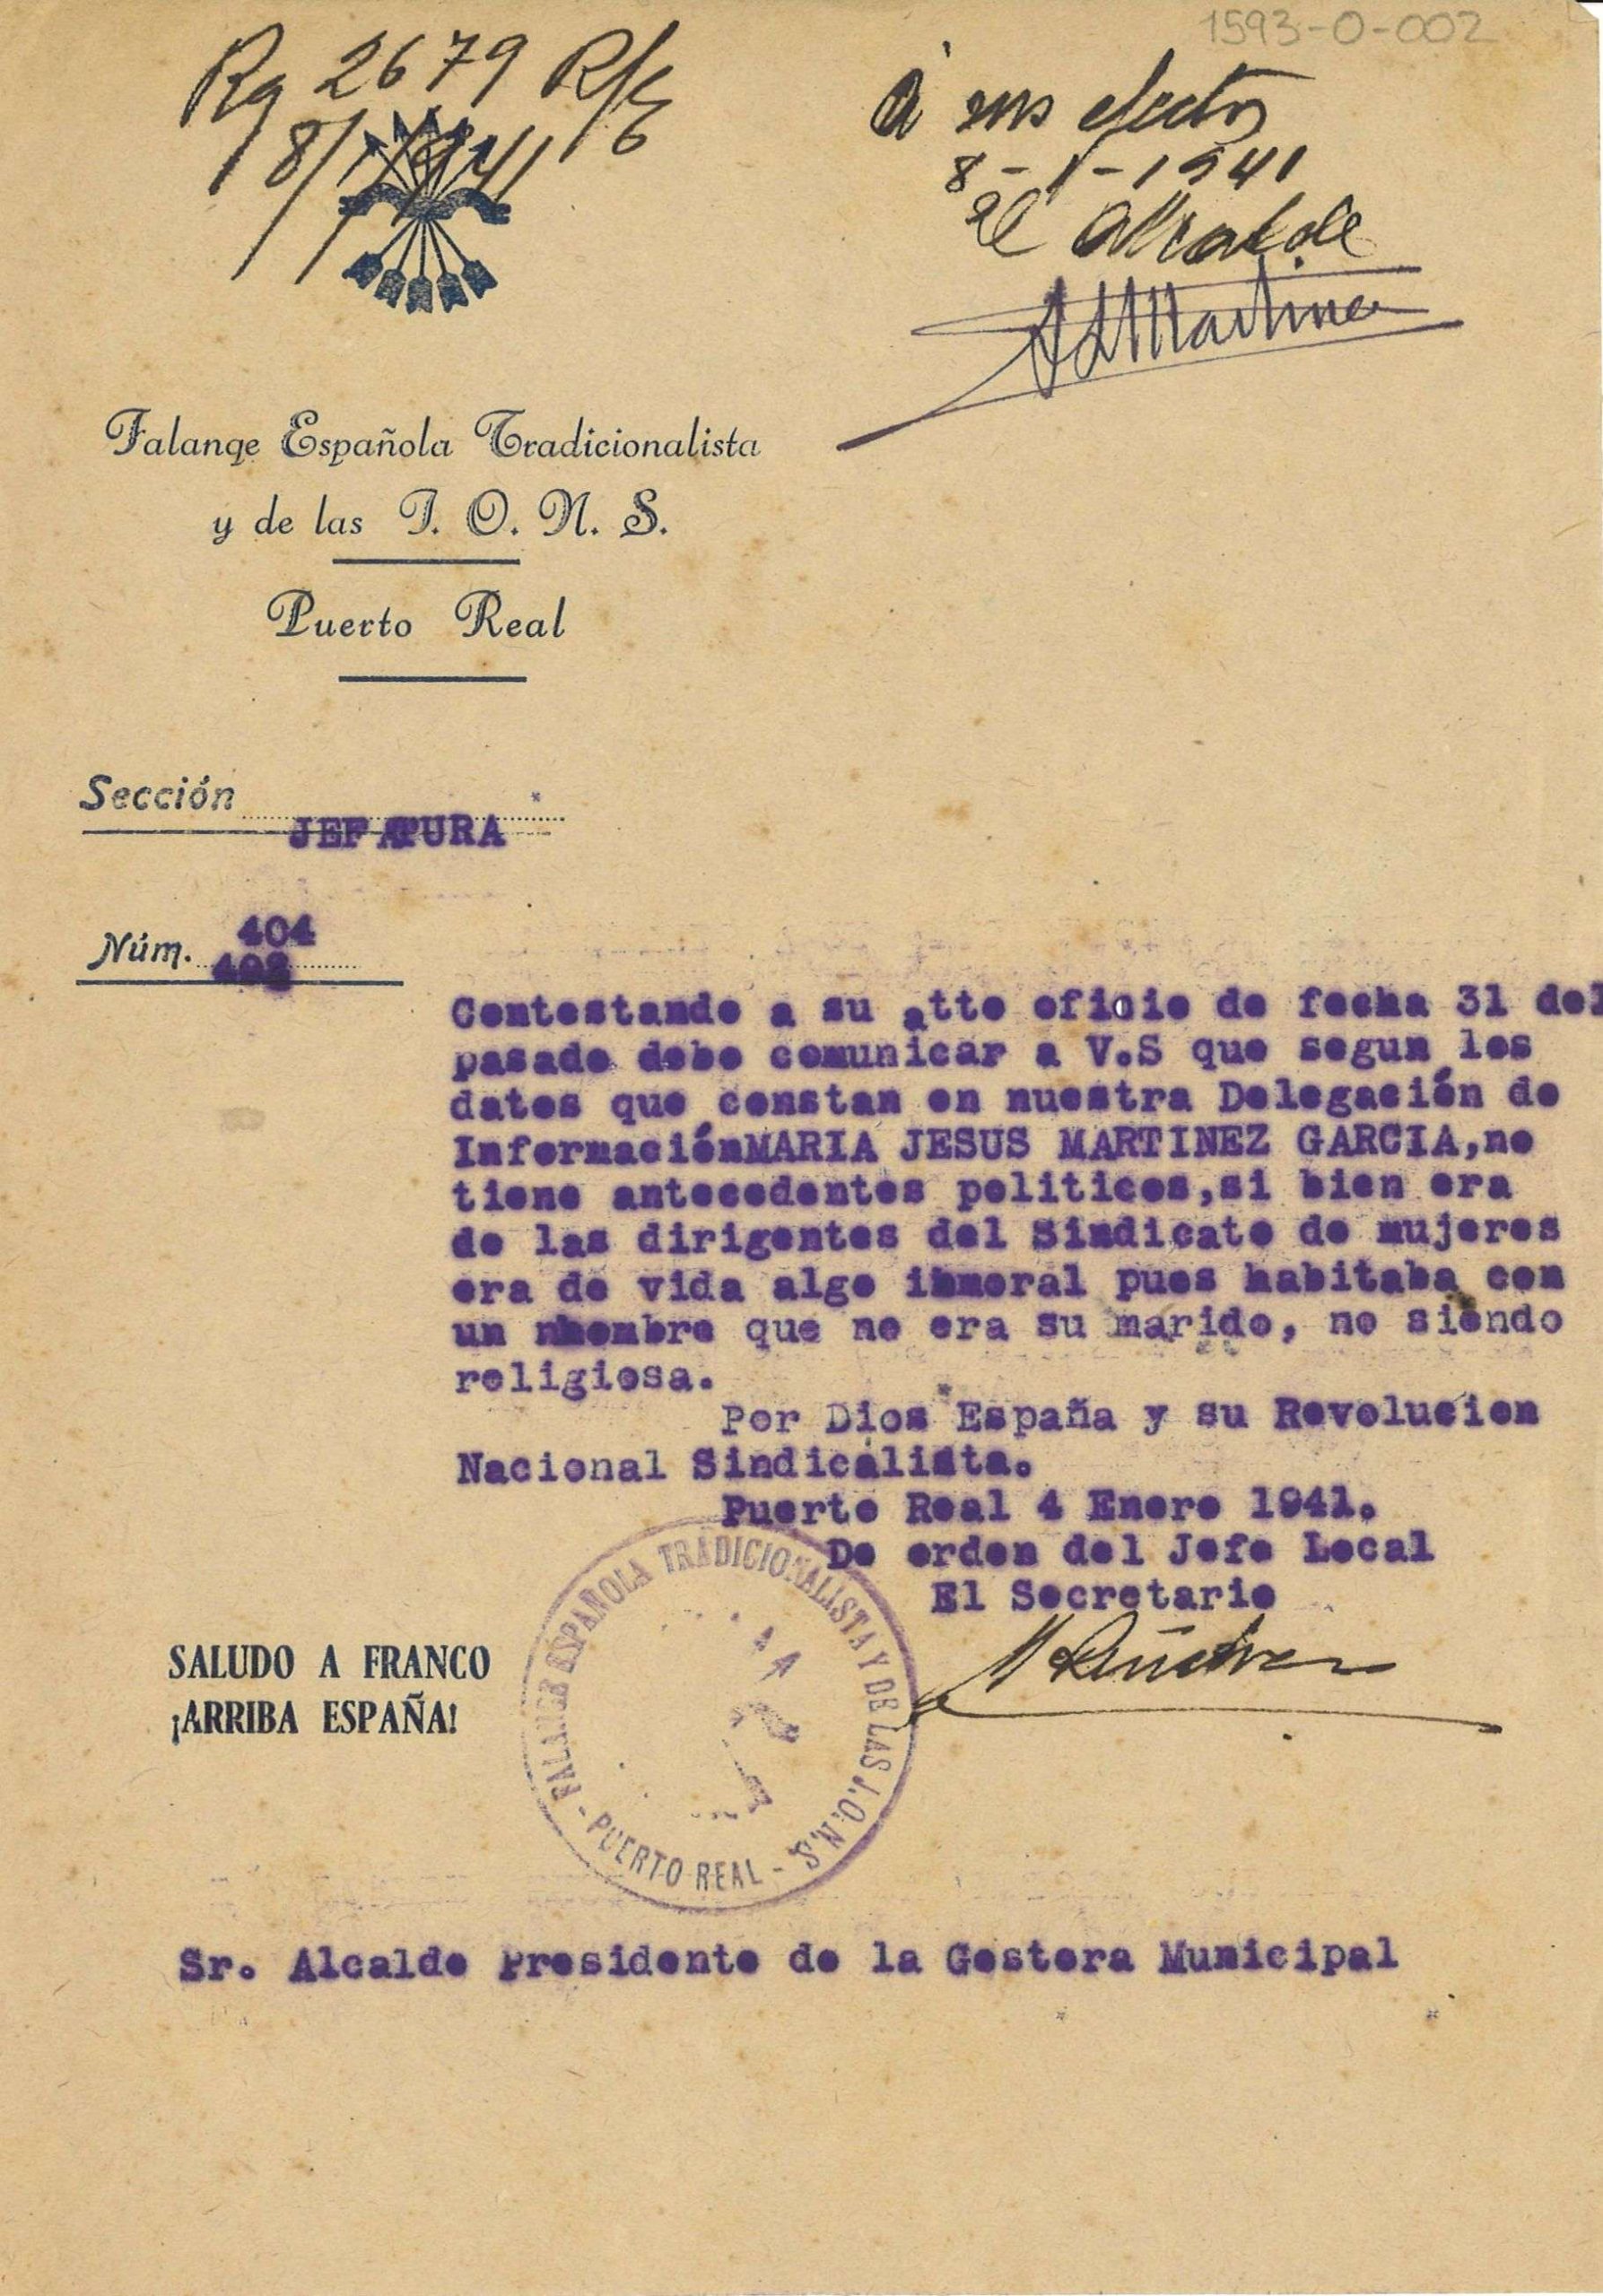 1593-0-002
Rg 2679
8/1/1941
A sus efectos
8-1-1941
El Alcalde
Falange Española Tradicionalista
y de las J. O. N. S.
Puerto Real
Sección
JEFATURA
404
Núm.
Contestando a su atto oficio de fecha 31 del
pasado debo comunicar a V.S que segun los
datos que constan en nuestra Delegación de
InformaciónMARIA JESUS MARTINEZ GARCIA,no
tiene antecedentes politicos,si bien era
de las dirigentes del Sindicato de mujeres
era de vida algo inmoral pues habitaba con
un hombre que no era su marido, no siendo
religiosa.
Por Dios España y su Revolucion
Nacional Sindicalista.
Puerto Real 4 Enero 1941.
De orden del Jefe Local
El Secretario
SALUDO A FRANCO
¡ARRIBA ESPAÑA!
FALANGE ESPAÑOLA TRADICIONALISTA Y DE LAS J.O.N.S.
- PUERTO REAL -
Sr. Alcalde Presidente de la Gestora Municipal